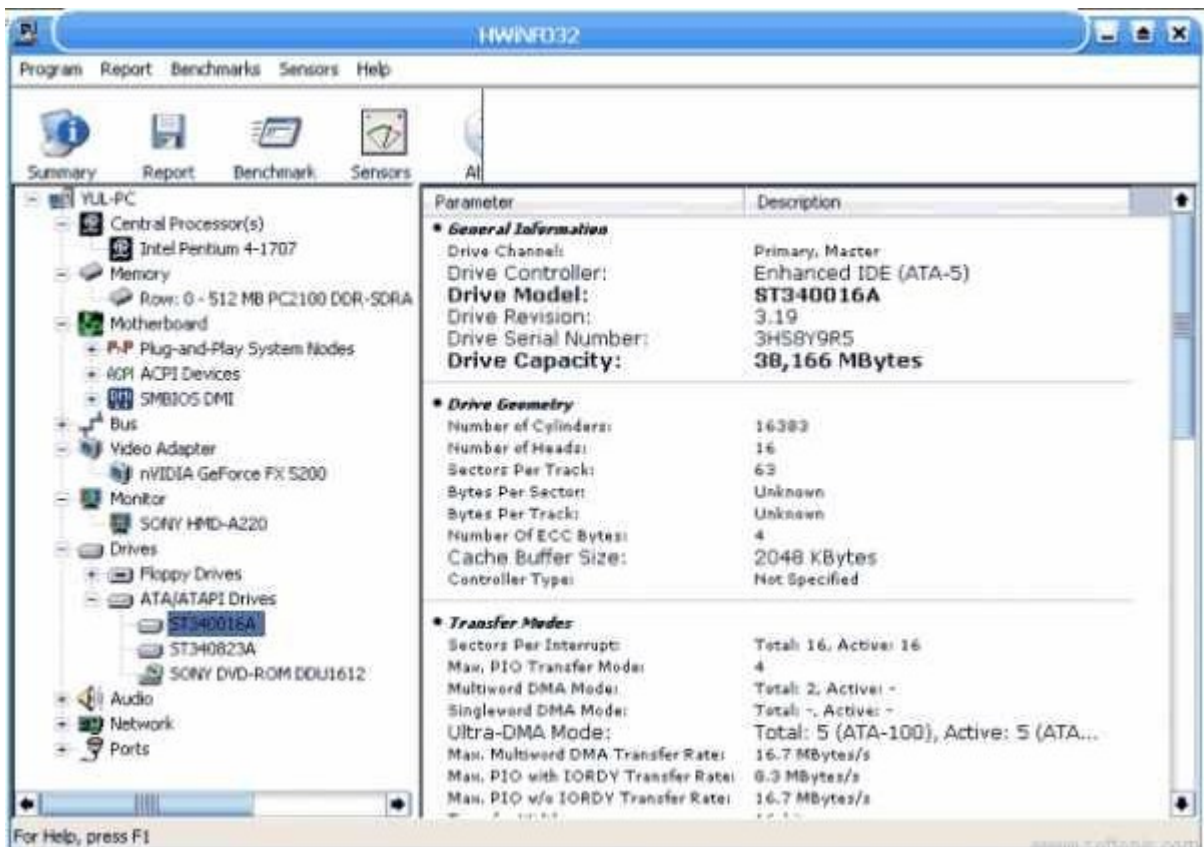 HWiNFO32
Program Report Benchmarks Sensors Help
Summary Report Benchmark Sensors
YUL-PC
Central Processor(s)
Intel Pentium 4-1707
Memory
Row: 0 - 512 MB PC2100 DDR-SDRA
Motherboard
PnP Plug-and-Play System Nodes
ACPI ACPI Devices
DMI SMBIOS DMI
Bus
Video Adapter
nVIDIA GeForce FX 5200
Monitor
SONY HMD-A220
Drives
Floppy Drives
ATA/ATAPI Drives
ST340016A
ST340823A
SONY DVD-ROM DDU1612
Audio
Network
Ports
Parameter Description
General Information
Drive Channel: Primary, Master
Drive Controller: Enhanced IDE (ATA-5)
Drive Model: ST340016A
Drive Revision: 3.19
Drive Serial Number: 3HS8Y9R5
Drive Capacity: 38,166 MBytes
Drive Geometry
Number of Cylinders: 16383
Number of Heads: 16
Sectors Per Track: 63
Bytes Per Sector: Unknown
Bytes Per Track: Unknown
Number Of ECC Bytes: 4
Cache Buffer Size: 2048 KBytes
Controller Type: Not Specified
Transfer Modes
Sectors Per Interrupt: Total: 16, Active: 16
Max. PIO Transfer Mode: 4
Multiword DMA Mode: Total: 2, Active: -
Singleword DMA Mode: Total: -, Active: -
Ultra-DMA Mode: Total: 5 (ATA-100), Active: 5 (ATA...
Max. Multiword DMA Transfer Rate: 16.7 MBytes/s
Max. PIO with IORDY Transfer Rate: 8.3 MBytes/s
Max. PIO w/o IORDY Transfer Rate: 16.7 MBytes/s
For Help, press F1